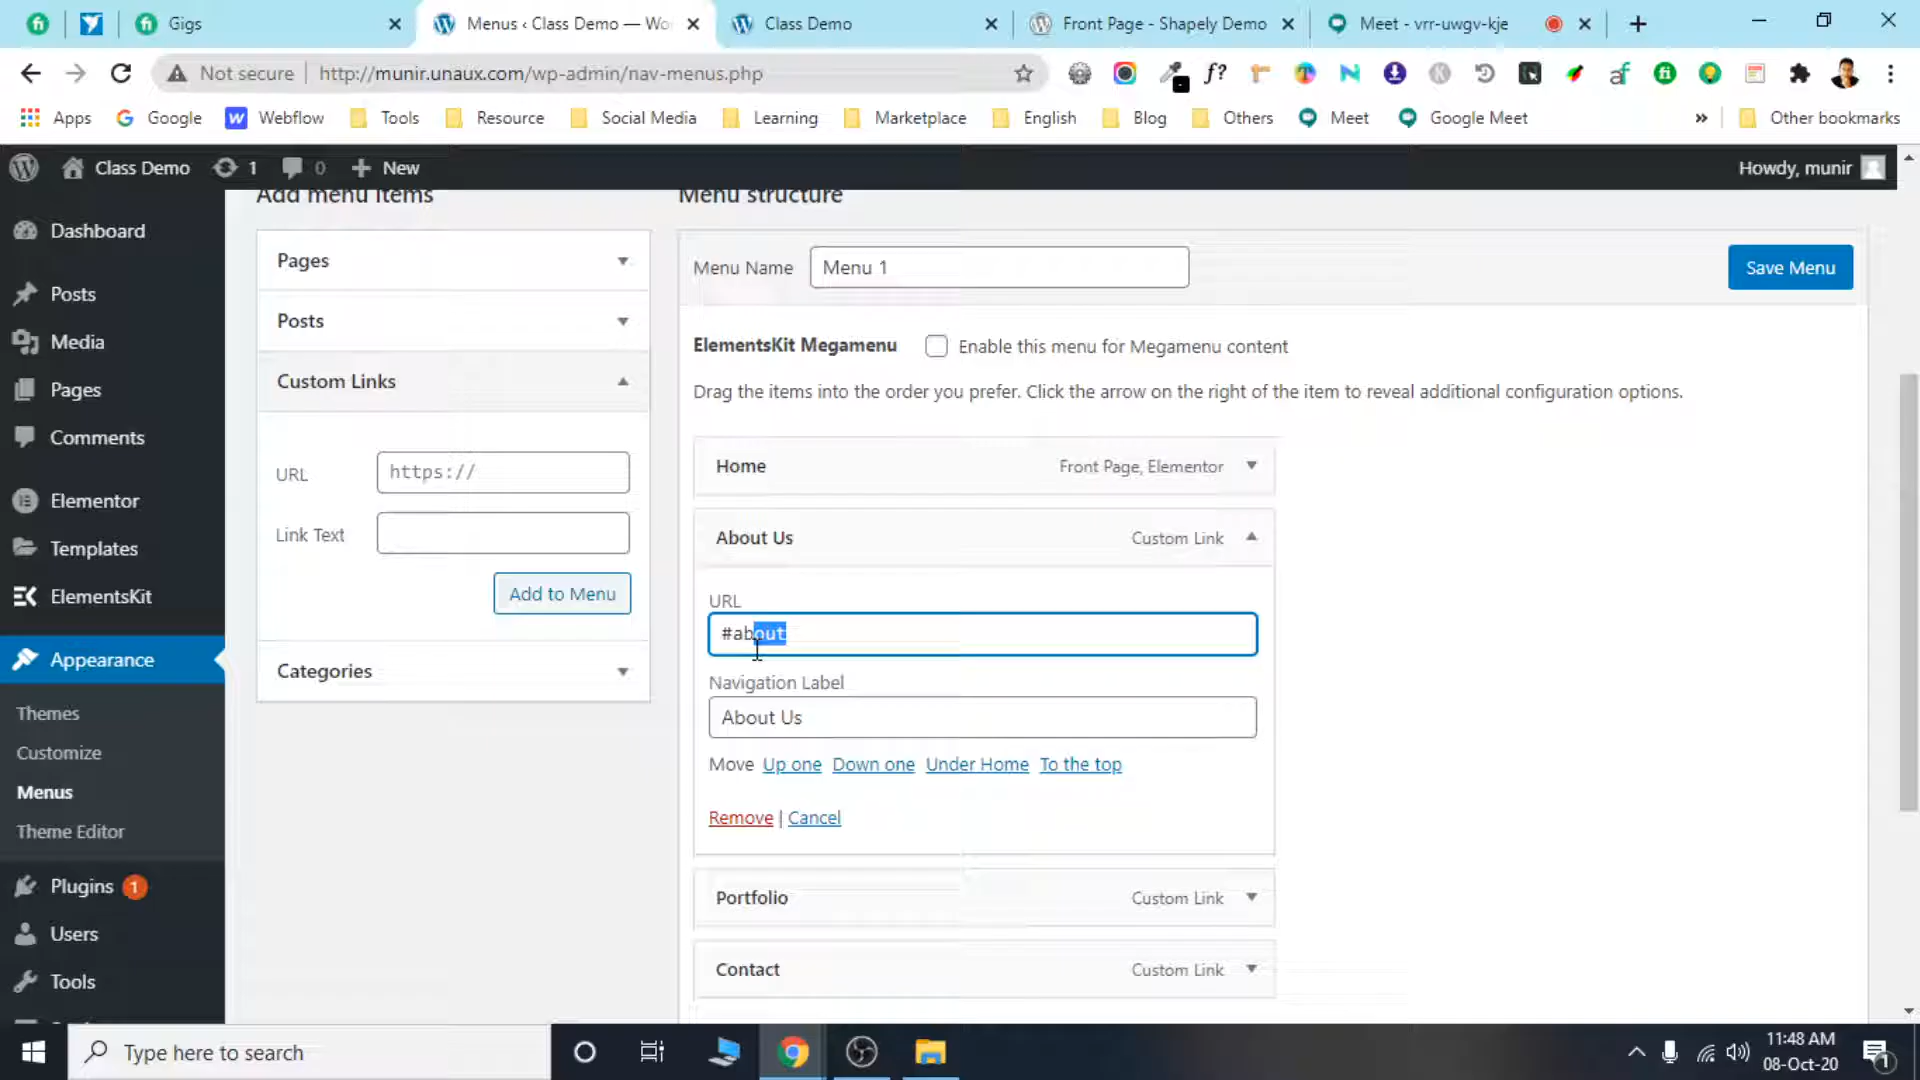 Gigs
Menus ‹ Class Demo — Wo
Class Demo
Front Page - Shapely Demo
Meet - vrr-uwgv-kje
Not secure
http://munir.unaux.com/wp-admin/nav-menus.php
Apps
Google
Webflow
Tools
Resource
Social Media
Learning
Marketplace
English
Blog
Others
Meet
Google Meet
»
Other bookmarks
Class Demo
1
0
New
Howdy, munir
Dashboard
Posts
Media
Pages
Comments
Elementor
Templates
ElementsKit
Appearance
Themes
Customize
Menus
Theme Editor
Plugins 1
Users
Tools
Add menu items
Pages
Posts
Custom Links
URL
https://
Link Text
Add to Menu
Categories
Menu structure
Menu Name
Menu 1
Save Menu
ElementsKit Megamenu
Enable this menu for Megamenu content
Drag the items into the order you prefer. Click the arrow on the right of the item to reveal additional configuration options.
Home
Front Page, Elementor
About Us
Custom Link
URL
#about
Navigation Label
About Us
Move Up one Down one Under Home To the top
Remove | Cancel
Portfolio
Custom Link
Contact
Custom Link
Type here to search
11:48 AM
08-Oct-20
1